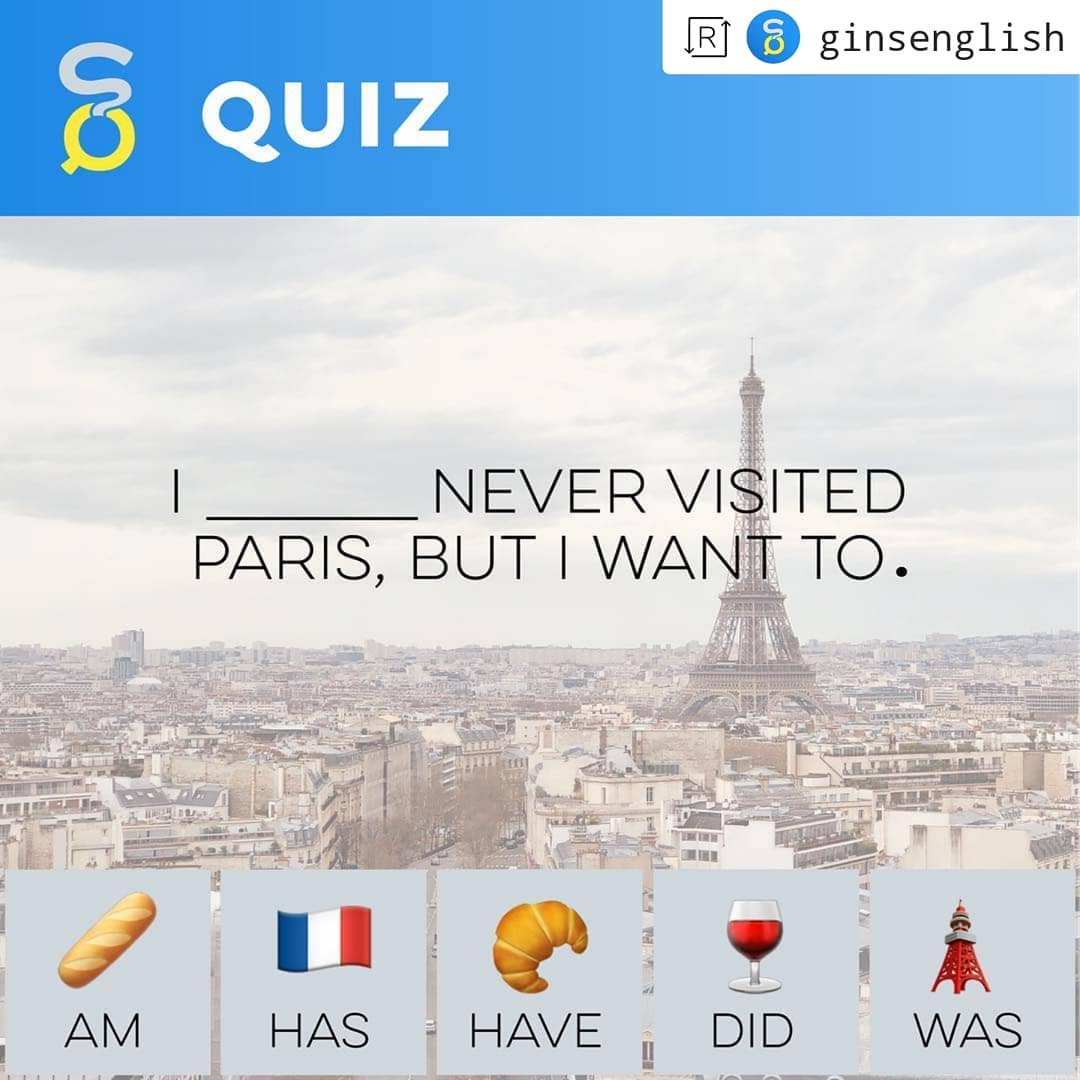 R ginsenglish
QUIZ
I ______ NEVER VISITED
PARIS, BUT I WANT TO.
AM HAS HAVE DID WAS